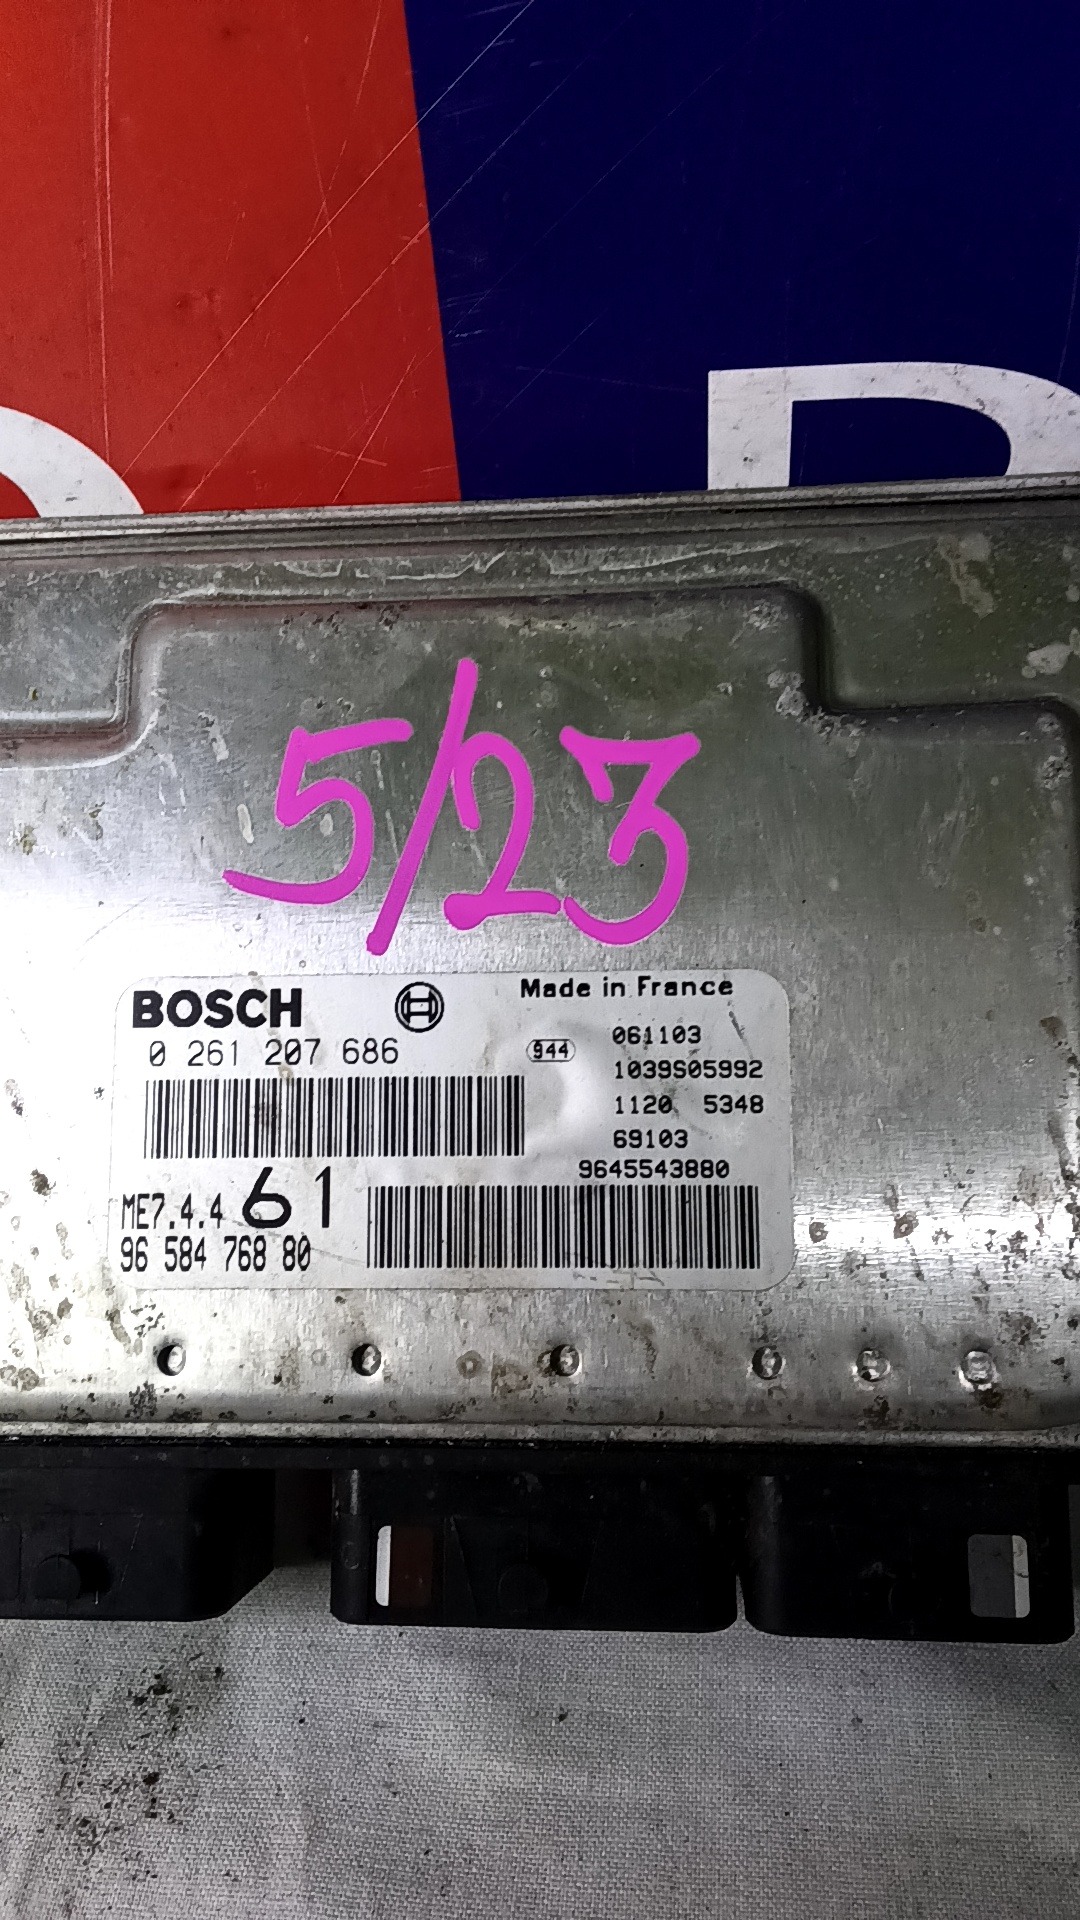 5/23
BOSCH
Made in France
0 261 207 686
944
061103
1039S05992
1120 5348
69103
9645543880
ME7.4.4 61
96 584 768 80